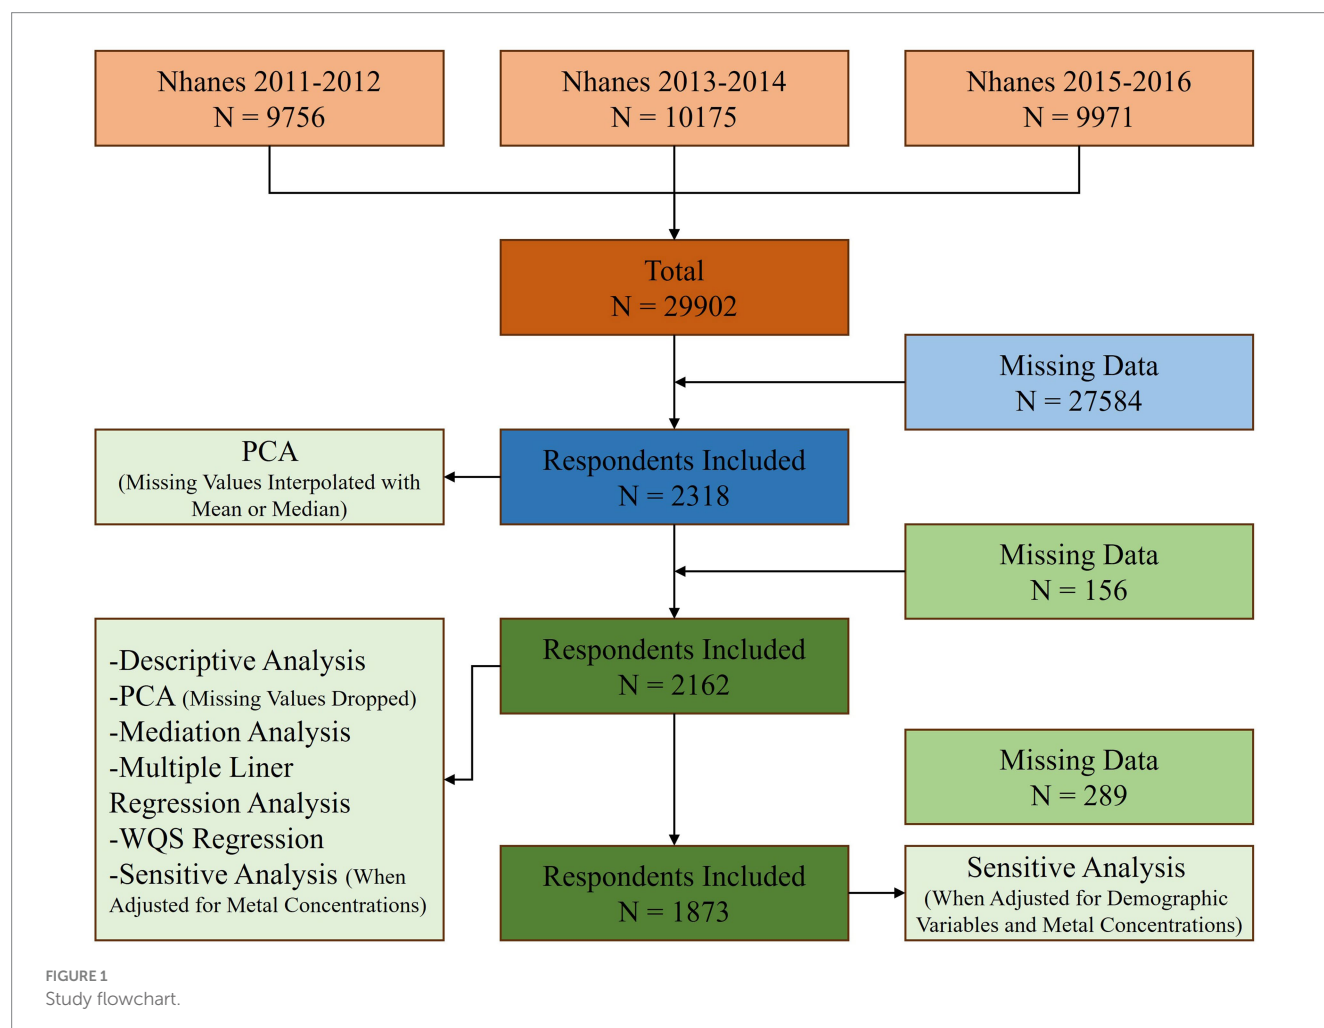 Nhanes 2011-2012
N = 9756
Nhanes 2013-2014
N = 10175
Nhanes 2015-2016
N = 9971
Total
N = 29902
Missing Data
N = 27584
PCA
(Missing Values Interpolated with
Mean or Median)
Respondents Included
N = 2318
Missing Data
N = 156
-Descriptive Analysis
-PCA (Missing Values Dropped)
-Mediation Analysis
-Multiple Liner
Regression Analysis
-WQS Regression
-Sensitive Analysis (When
Adjusted for Metal Concentrations)
Respondents Included
N = 2162
Missing Data
N = 289
Respondents Included
N = 1873
Sensitive Analysis
(When Adjusted for Demographic
Variables and Metal Concentrations)
FIGURE 1
Study flowchart.